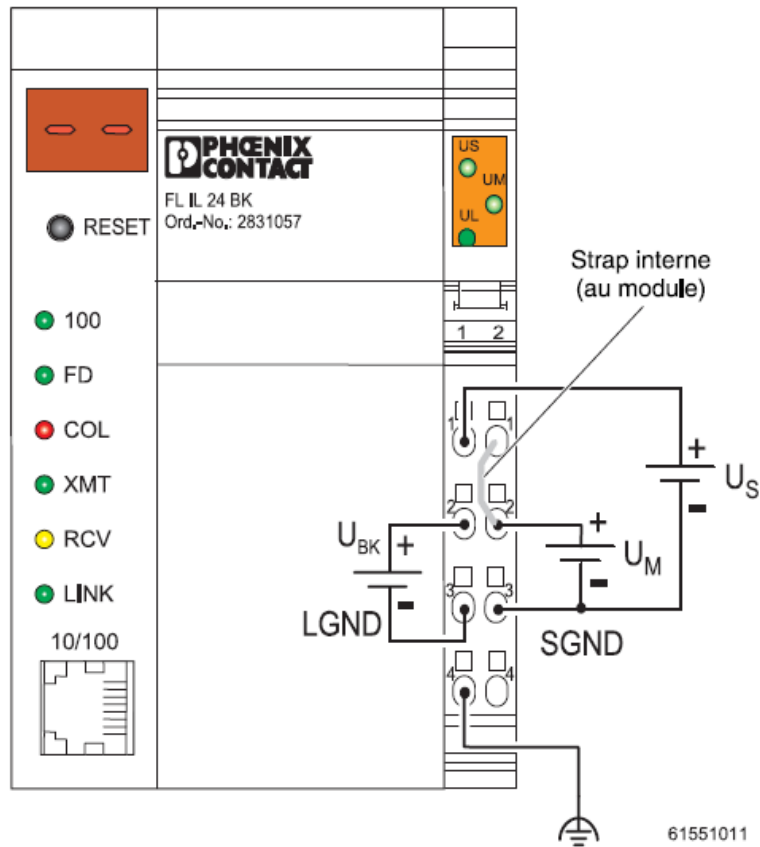 PHŒNIX
CONTACT
FL IL 24 BK
Ord.-No.: 2831057
RESET
100
FD
COL
XMT
RCV
LINK
10/100
US
UM
UL
1 2
Strap interne
(au module)
1 1
2 2
3 3
4 4
+
-
US
UBK
+
-
LGND
+
-
UM
SGND
61551011